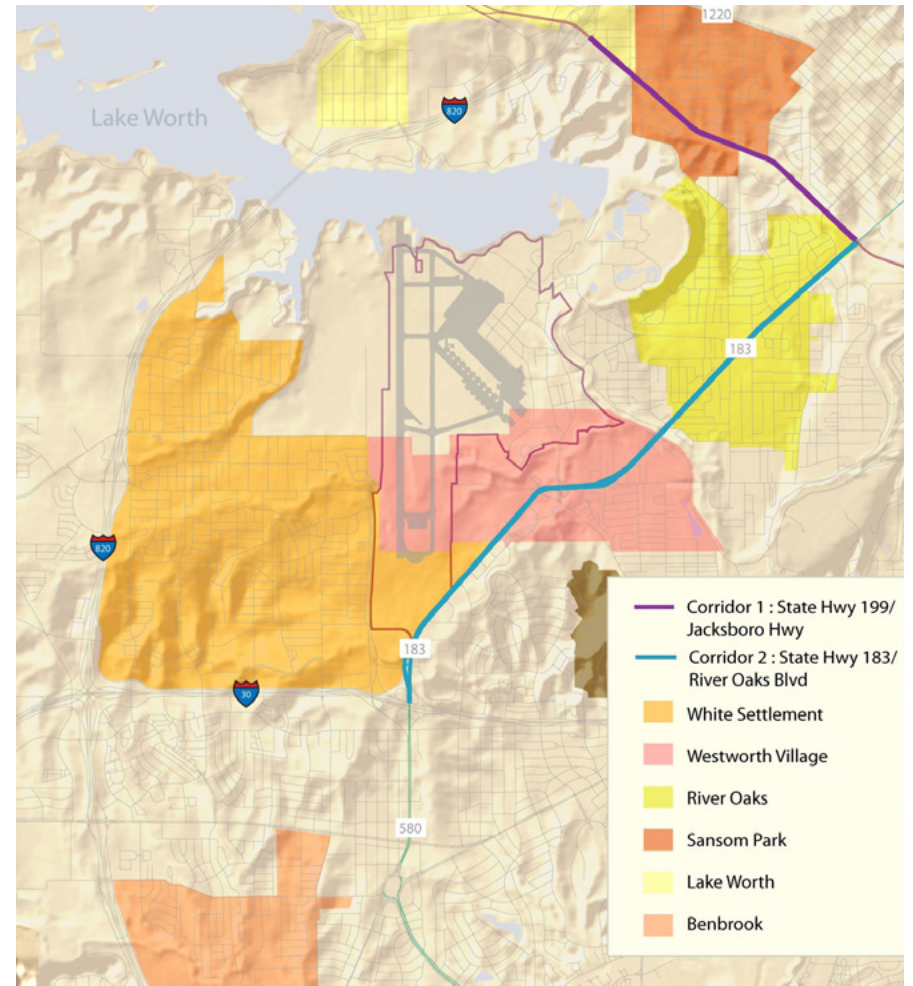 1220
Lake Worth
820
183
820
183
30
580
Corridor 1 : State Hwy 199/
Jacksboro Hwy
Corridor 2 : State Hwy 183/
River Oaks Blvd
White Settlement
Westworth Village
River Oaks
Sansom Park
Lake Worth
Benbrook